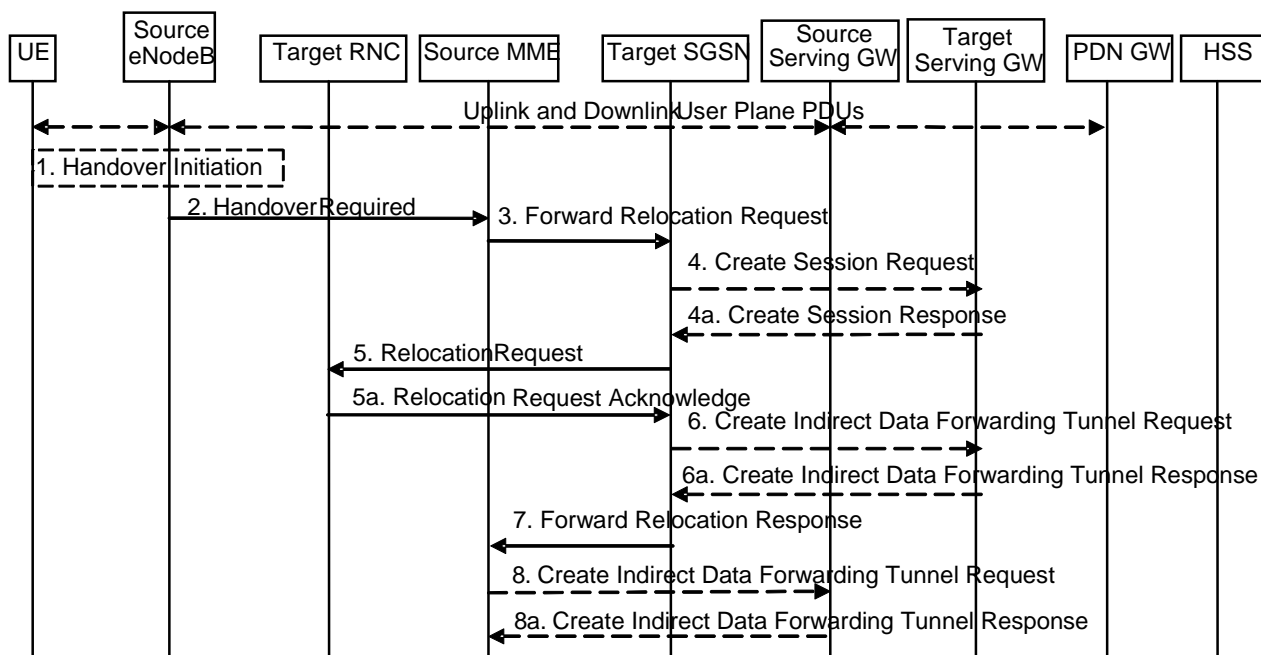 UE
Source
eNodeB
Target RNC
Source MME
Target SGSN
Source
Serving GW
Target
Serving GW
PDN GW
HSS
Uplink and Downlink User Plane PDUs
1. Handover Initiation
2. Handover Required
3. Forward Relocation Request
4. Create Session Request
4a. Create Session Response
5. Relocation Request
5a. Relocation Request Acknowledge
6. Create Indirect Data Forwarding Tunnel Request
6a. Create Indirect Data Forwarding Tunnel Response
7. Forward Relocation Response
8. Create Indirect Data Forwarding Tunnel Request
8a. Create Indirect Data Forwarding Tunnel Response